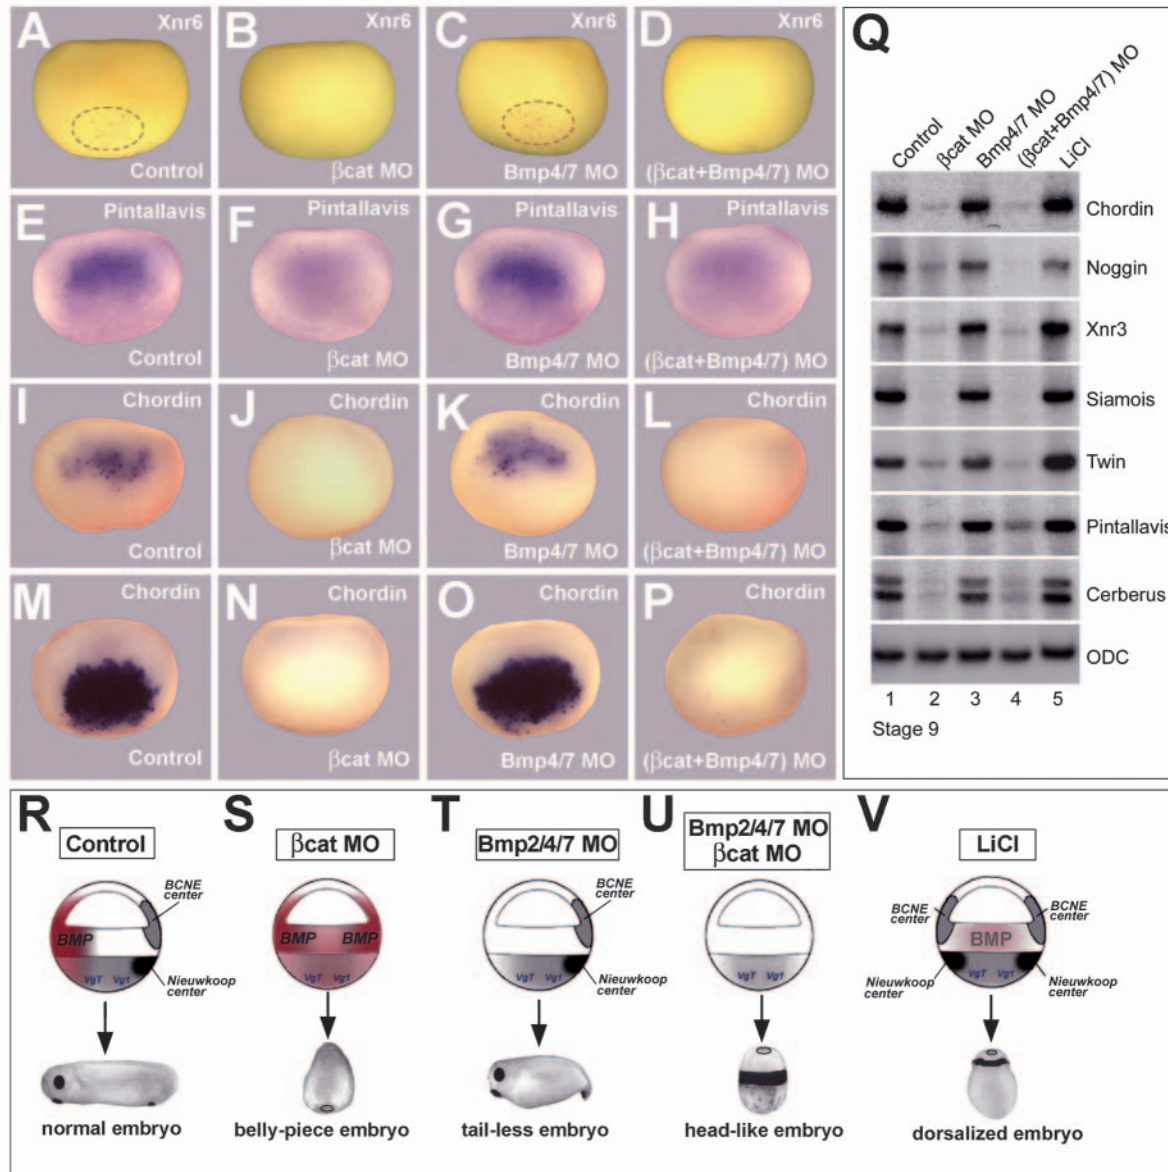 A
Xnr6
Control
B
Xnr6
βcat MO
C
Xnr6
Bmp4/7 MO
D
Xnr6
(βcat+Bmp4/7) MO
E
Pintallavis
Control
F
Pintallavis
βcat MO
G
Pintallavis
Bmp4/7 MO
H
Pintallavis
(βcat+Bmp4/7) MO
I
Chordin
Control
J
Chordin
βcat MO
K
Chordin
Bmp4/7 MO
L
Chordin
(βcat+Bmp4/7) MO
M
Chordin
Control
N
Chordin
βcat MO
O
Chordin
Bmp4/7 MO
P
Chordin
(βcat+Bmp4/7) MO
Q
Control
βcat MO
Bmp4/7 MO
(βcat+Bmp4/7) MO
LiCl
Chordin
Noggin
Xnr3
Siamois
Twin
Pintallavis
Cerberus
ODC
1 2 3 4 5
Stage 9
R
Control
BCNE
center
BMP
VgT Vg1
Nieuwkoop
center
normal embryo
S
βcat MO
BMP BMP
VgT Vg1
belly-piece embryo
T
Bmp2/4/7 MO
BCNE
center
VgT Vg1
Nieuwkoop
center
tail-less embryo
U
Bmp2/4/7 MO
βcat MO
VgT Vg1
head-like embryo
V
LiCl
BCNE
center
BCNE
center
BMP
VgT Vg1
Nieuwkoop
center
Nieuwkoop
center
dorsalized embryo